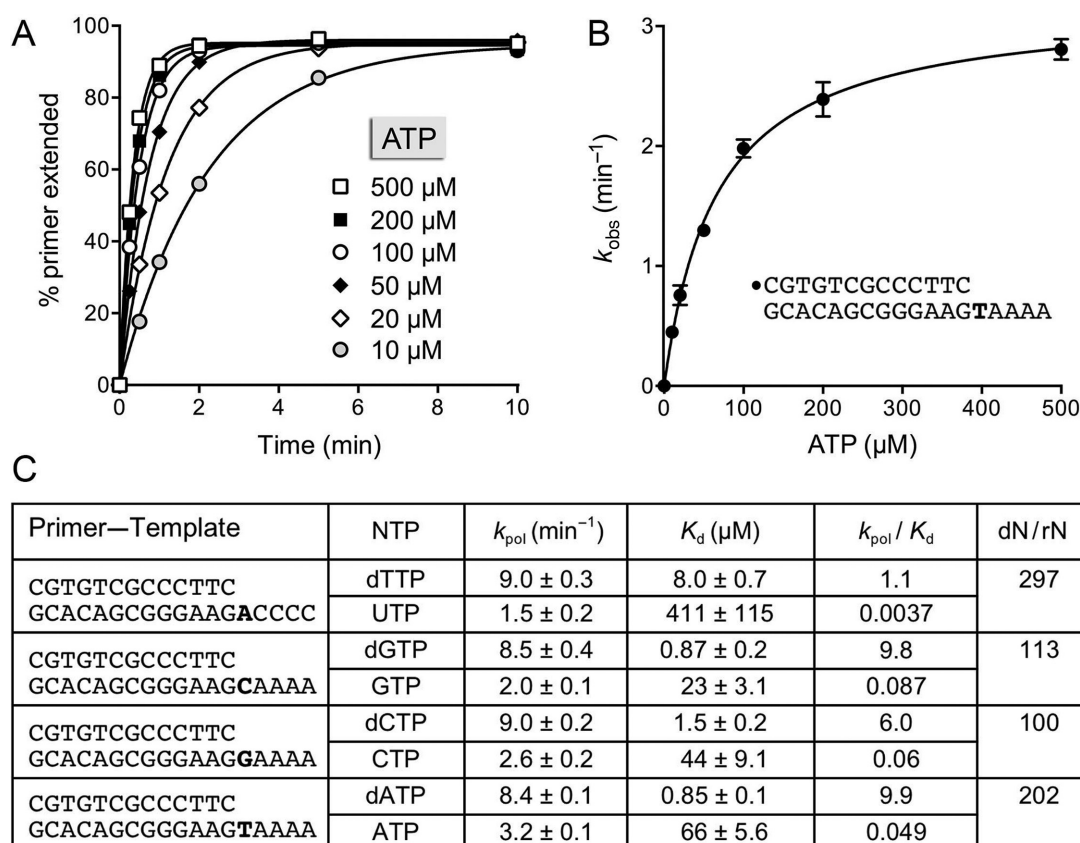 A
B
100
80
60
40
20
0
% primer extended
0 2 4 6 8 10
Time (min)
ATP
500 µM
200 µM
100 µM
50 µM
20 µM
10 µM
3
2
1
0
kobs (min−1)
0 100 200 300 400 500
ATP (µM)
•CGTGTCGCCCTTC
GCACAGCGGGAAGTAAAA
C
Primer—Template NTP kpol (min−1) Kd (µM) kpol / Kd dN/rN
CGTGTCGCCCTTC
GCACAGCGGGAAGACCCC
dTTP 9.0 ± 0.3 8.0 ± 0.7 1.1 297
UTP 1.5 ± 0.2 411 ± 115 0.0037
CGTGTCGCCCTTC
GCACAGCGGGAAGCAAAA
dGTP 8.5 ± 0.4 0.87 ± 0.2 9.8 113
GTP 2.0 ± 0.1 23 ± 3.1 0.087
CGTGTCGCCCTTC
GCACAGCGGGAAGGAAAA
dCTP 9.0 ± 0.2 1.5 ± 0.2 6.0 100
CTP 2.6 ± 0.2 44 ± 9.1 0.06
CGTGTCGCCCTTC
GCACAGCGGGAAGTAAAA
dATP 8.4 ± 0.1 0.85 ± 0.1 9.9 202
ATP 3.2 ± 0.1 66 ± 5.6 0.049